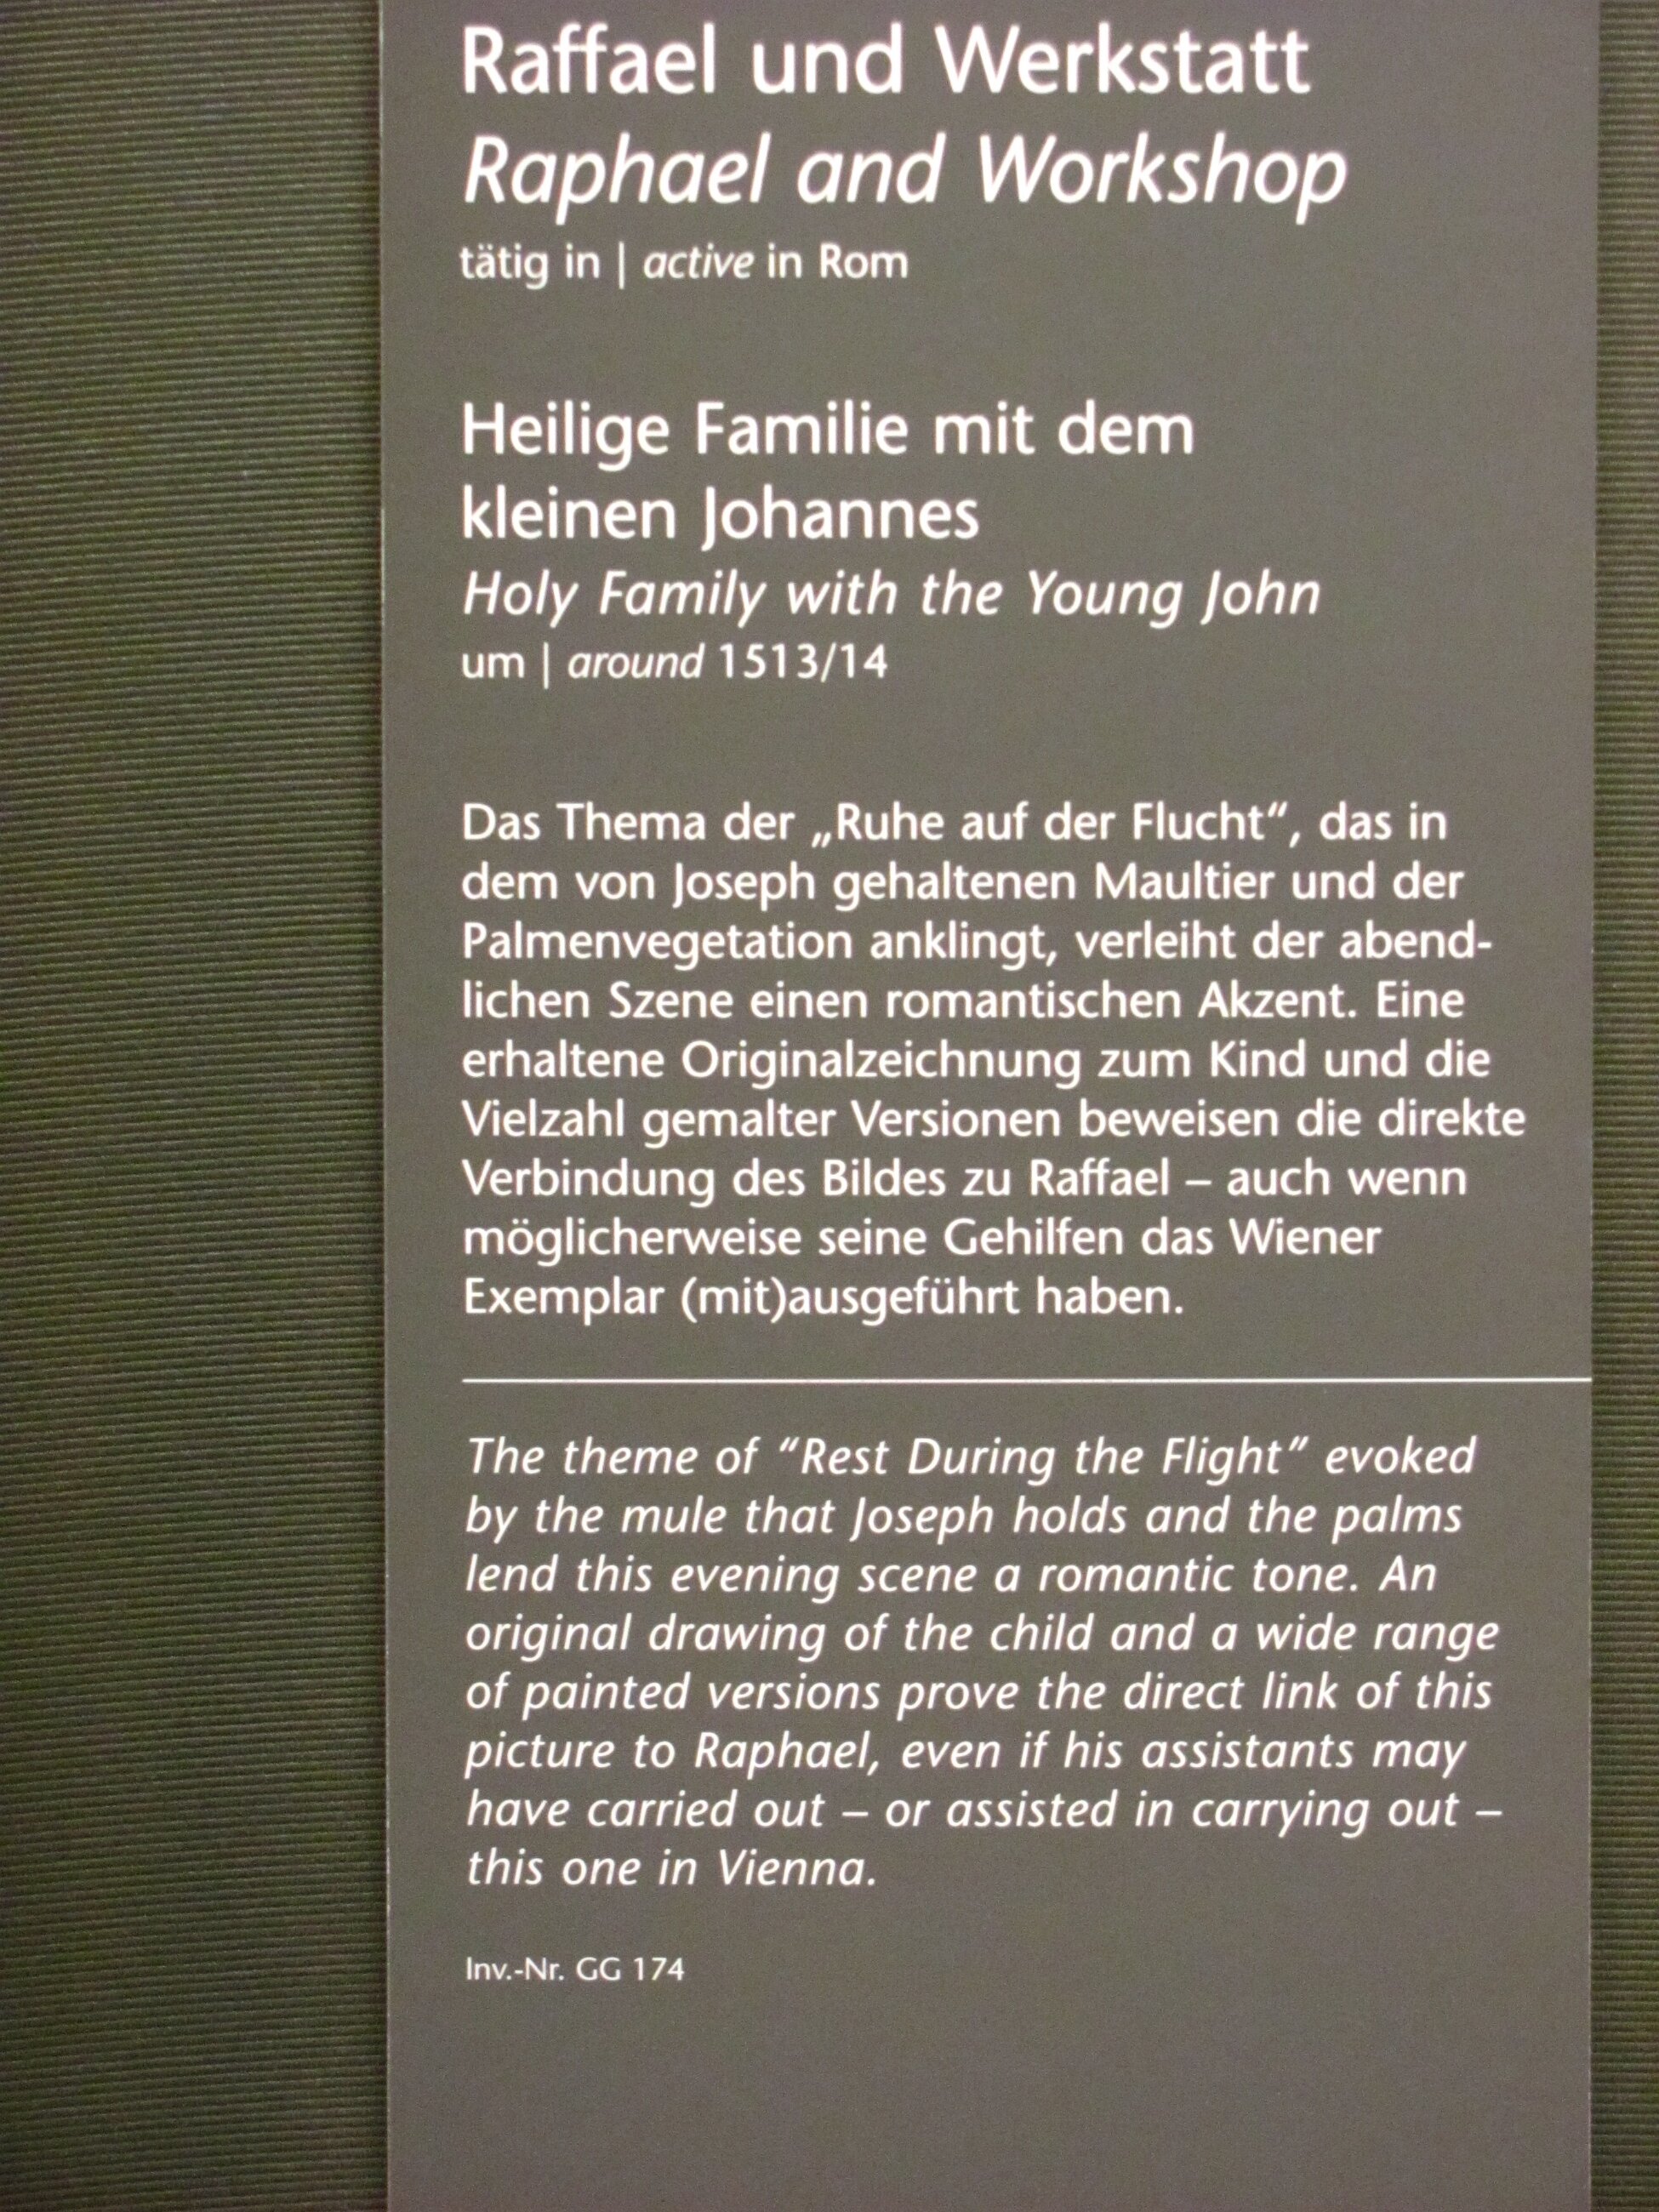 Raffael und Werkstatt
Raphael and Workshop
tätig in | active in Rom
Heilige Familie mit dem
kleinen Johannes
Holy Family with the Young John
um | around 1513/14
Das Thema der „Ruhe auf der Flucht“, das in
dem von Joseph gehaltenen Maultier und der
Palmenvegetation anklingt, verleiht der abend-
lichen Szene einen romantischen Akzent. Eine
erhaltene Originalzeichnung zum Kind und die
Vielzahl gemalter Versionen beweisen die direkte
Verbindung des Bildes zu Raffael – auch wenn
möglicherweise seine Gehilfen das Wiener
Exemplar (mit)ausgeführt haben.
The theme of “Rest During the Flight” evoked
by the mule that Joseph holds and the palms
lend this evening scene a romantic tone. An
original drawing of the child and a wide range
of painted versions prove the direct link of this
picture to Raphael, even if his assistants may
have carried out – or assisted in carrying out –
this one in Vienna.
Inv.-Nr. GG 174